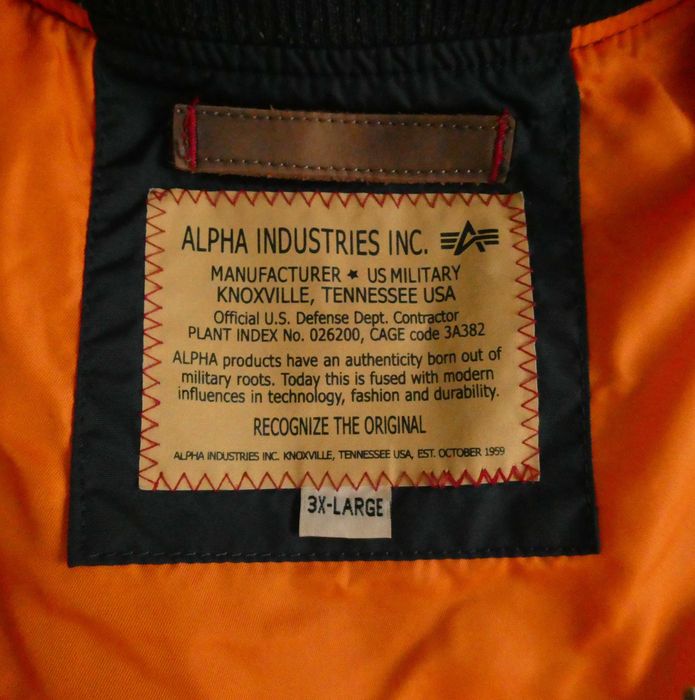 ALPHA INDUSTRIES INC.
MANUFACTURER ★ US MILITARY
KNOXVILLE, TENNESSEE USA
Official U.S. Defense Dept. Contractor
PLANT INDEX No. 026200, CAGE code 3A382
ALPHA products have an authenticity born out of
military roots. Today this is fused with modern
influences in technology, fashion and durability.
RECOGNIZE THE ORIGINAL
ALPHA INDUSTRIES INC. KNOXVILLE, TENNESSEE USA, EST. OCTOBER 1959
3X-LARGE